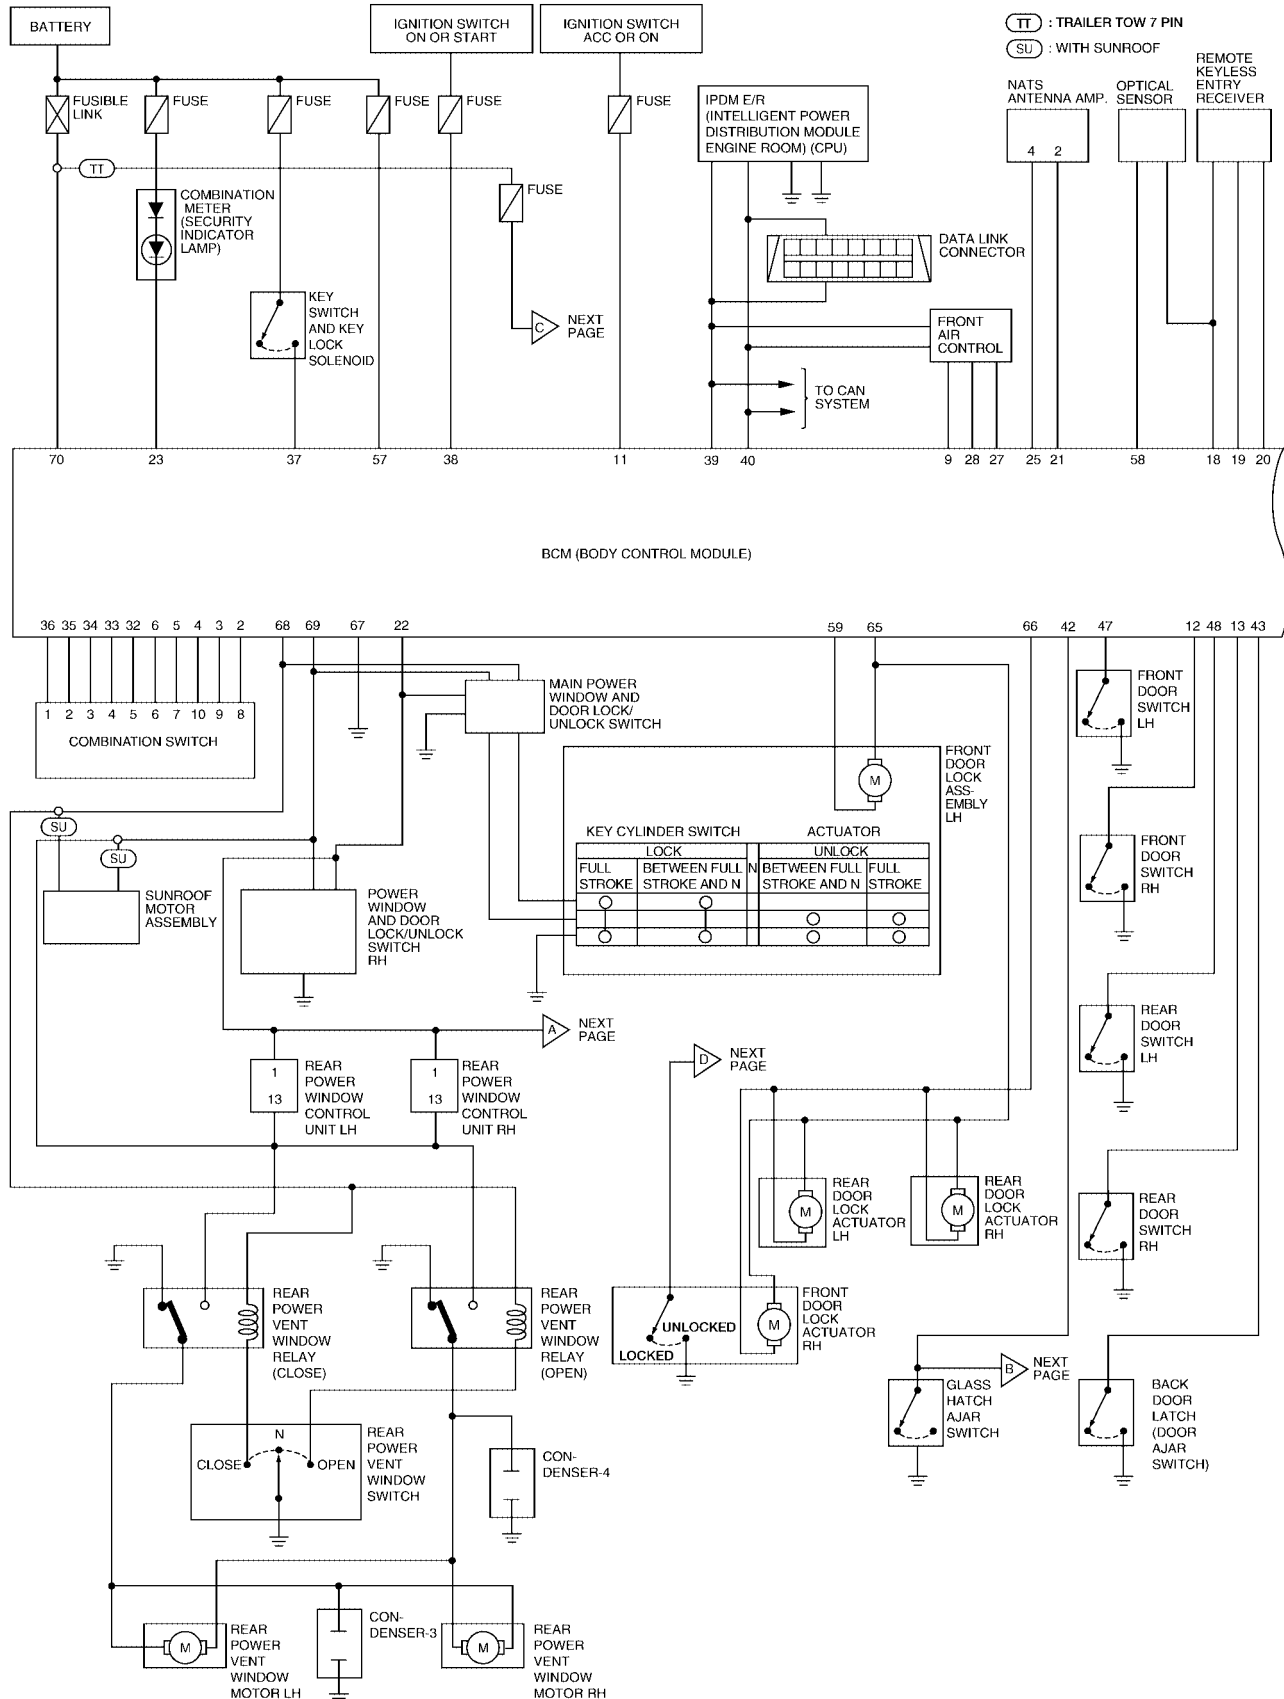 BATTERY
IGNITION SWITCH
ON OR START
IGNITION SWITCH
ACC OR ON
TT : TRAILER TOW 7 PIN
SU : WITH SUNROOF
FUSIBLE
LINK
FUSE
FUSE
FUSE
FUSE
FUSE
IPDM E/R
(INTELLIGENT POWER
DISTRIBUTION MODULE
ENGINE ROOM) (CPU)
NATS
ANTENNA AMP.
4 2
OPTICAL
SENSOR
REMOTE
KEYLESS
ENTRY
RECEIVER
TT
FUSE
COMBINATION
METER
(SECURITY
INDICATOR
LAMP)
DATA LINK
CONNECTOR
KEY
SWITCH
AND KEY
LOCK
SOLENOID
C
NEXT
PAGE
FRONT
AIR
CONTROL
TO CAN
SYSTEM
70 23 37 57 38 11 39 40 9 28 27 25 21 58 18 19 20
BCM (BODY CONTROL MODULE)
36 35 34 33 32 6 5 4 3 2 68 69 67 22 59 65 66 42 47 12 48 13 43
1 2 3 4 5 6 7 10 9 8
COMBINATION SWITCH
MAIN POWER
WINDOW AND
DOOR LOCK/
UNLOCK SWITCH
FRONT
DOOR
SWITCH
LH
FRONT
DOOR
LOCK
ASS-
EMBLY
LH
M
SU
SU
SUNROOF
MOTOR
ASSEMBLY
POWER
WINDOW
AND DOOR
LOCK/UNLOCK
SWITCH
RH
KEY CYLINDER SWITCH ACTUATOR
LOCK UNLOCK
FULL
STROKE
BETWEEN FULL
STROKE AND N
N
BETWEEN FULL
STROKE AND N
FULL
STROKE
FRONT
DOOR
SWITCH
RH
A
NEXT
PAGE
REAR
DOOR
SWITCH
LH
1
13
REAR
POWER
WINDOW
CONTROL
UNIT LH
1
13
REAR
POWER
WINDOW
CONTROL
UNIT RH
D
NEXT
PAGE
M
REAR
DOOR
LOCK
ACTUATOR
LH
M
REAR
DOOR
LOCK
ACTUATOR
RH
REAR
DOOR
SWITCH
RH
REAR
POWER
VENT
WINDOW
RELAY
(CLOSE)
REAR
POWER
VENT
WINDOW
RELAY
(OPEN)
UNLOCKED
LOCKED
M
FRONT
DOOR
LOCK
ACTUATOR
RH
B
NEXT
PAGE
GLASS
HATCH
AJAR
SWITCH
BACK
DOOR
LATCH
(DOOR
AJAR
SWITCH)
N
CLOSE OPEN
REAR
POWER
VENT
WINDOW
SWITCH
CON-
DENSER-4
M
REAR
POWER
VENT
WINDOW
MOTOR LH
CON-
DENSER-3
M
REAR
POWER
VENT
WINDOW
MOTOR RH